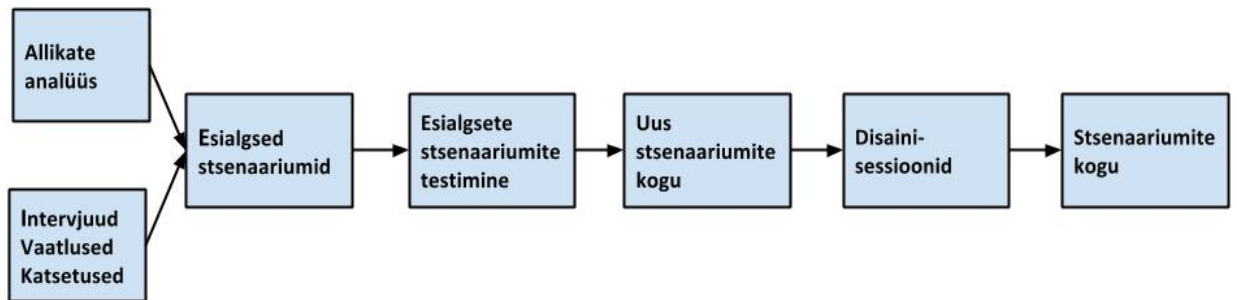 Allikate
analüüs
Intervjuud
Vaatlused
Katsetused
Esialgsed
stsenaariumid
Esialgsete
stsenaariumite
testimine
Uus
stsenaariumite
kogu
Disaini-
sessioonid
Stsenaariumite
kogu